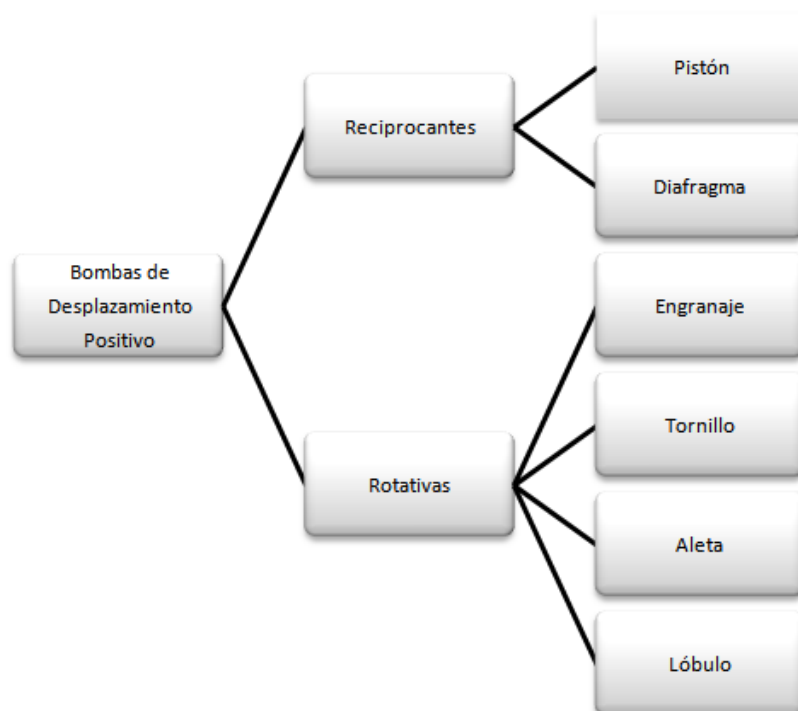 Bombas de
Desplazamiento
Positivo
Reciprocantes
Pistón
Diafragma
Rotativas
Engranaje
Tornillo
Aleta
Lóbulo